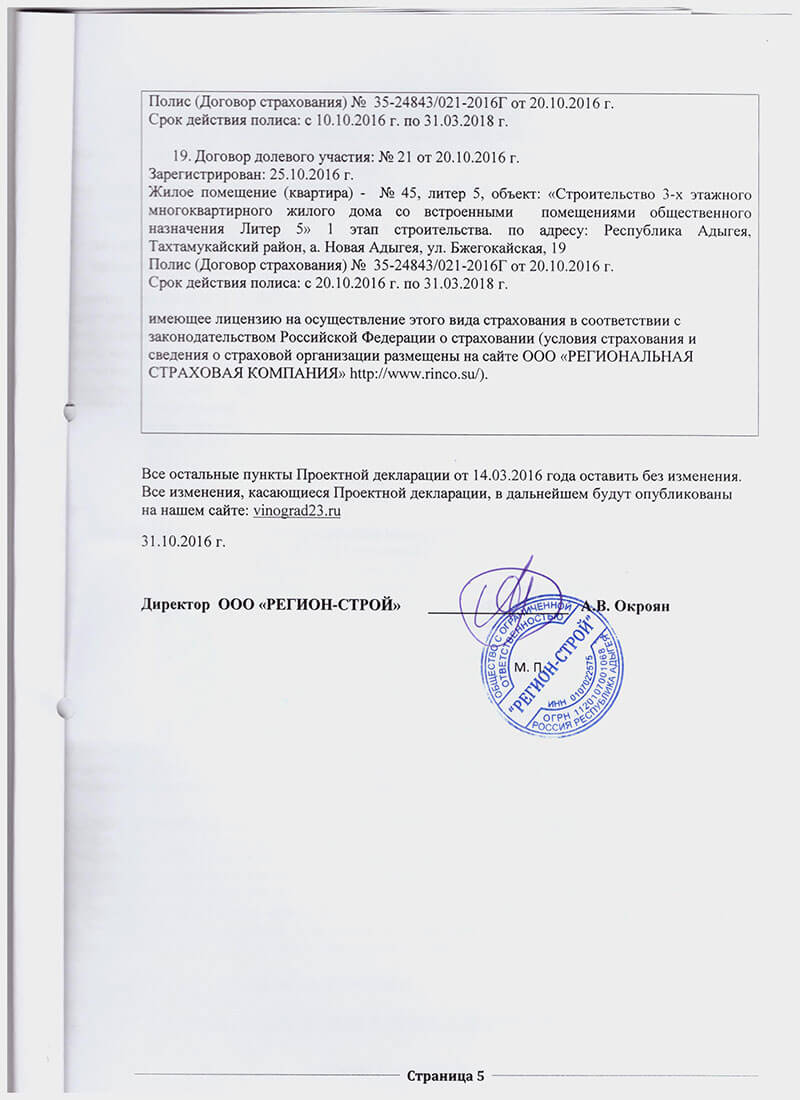 Полис (Договор страхования) № 35-24843/021-2016Г от 20.10.2016 г.
Срок действия полиса: с 10.10.2016 г. по 31.03.2018 г.
19. Договор долевого участия: № 21 от 20.10.2016 г.
Зарегистрирован: 25.10.2016 г.
Жилое помещение (квартира) - № 45, литер 5, объект: «Строительство 3-х этажного
многоквартирного жилого дома со встроенными помещениями общественного
назначения Литер 5» 1 этап строительства. по адресу: Республика Адыгея,
Тахтамукайский район, а. Новая Адыгея, ул. Бжегокайская, 19
Полис (Договор страхования) № 35-24843/021-2016Г от 20.10.2016 г.
Срок действия полиса: с 20.10.2016 г. по 31.03.2018 г.
имеющее лицензию на осуществление этого вида страхования в соответствии с
законодательством Российской Федерации о страховании (условия страхования и
сведения о страховой организации размещены на сайте ООО «РЕГИОНАЛЬНАЯ
СТРАХОВАЯ КОМПАНИЯ» http://www.rinco.su/).
Все остальные пункты Проектной декларации от 14.03.2016 года оставить без изменения.
Все изменения, касающиеся Проектной декларации, в дальнейшем будут опубликованы
на нашем сайте: vinograd23.ru
31.10.2016 г.
Директор ООО «РЕГИОН-СТРОЙ» А.В. Окроян
М. П.
ОБЩЕСТВО С ОГРАНИЧЕННОЙ
ОТВЕТСТВЕННОСТЬЮ
"РЕГИОН-СТРОЙ"
ИНН 0107022575
ОГРН 1120107001068
РОССИЯ РЕСПУБЛИКА АДЫГЕЯ
Страница 5